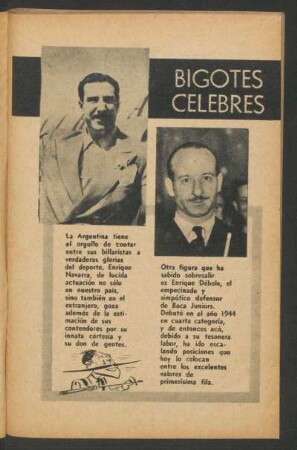 BIGOTES
CELEBRES
La Argentina tiene
el orgullo de contar
entre sus billaristas a
verdaderas glorias
del deporte. Enrique
Navarra, de lucida
actuación no sólo
en nuestro país,
sino también en el
extranjero, goza
además de la esti-
mación de sus
contendores por su
innata cortesía y
su don de gentes.
Otra figura que ha
sabido sobresalir
es Enrique Débole, el
empecinado y
simpático defensor
de Boca Juniors.
Debutó en el año 1944
en cuarta categoría,
y de entonces acá,
debido a su tesonera
labor, ha ido esca-
lando posiciones que
hoy lo colocan
entre los excelentes
valores de
primerísima fila.